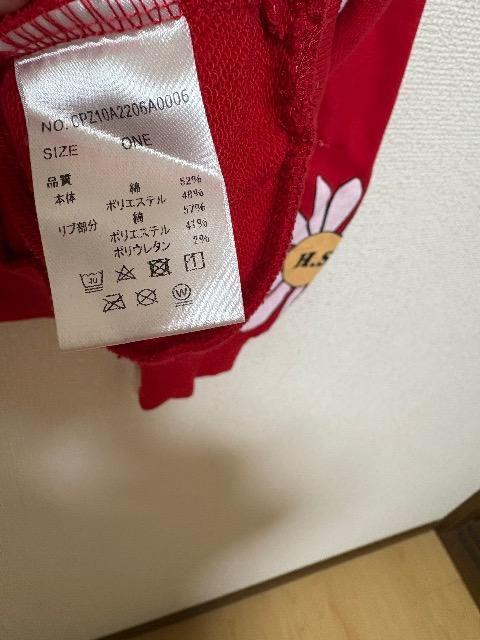 NO. CPZ10A2206A0006
SIZE ONE
品質
本体 綿 52%
ポリエステル 48%
リブ部分 綿 57%
ポリエステル 41%
ポリウレタン 2%
H.S